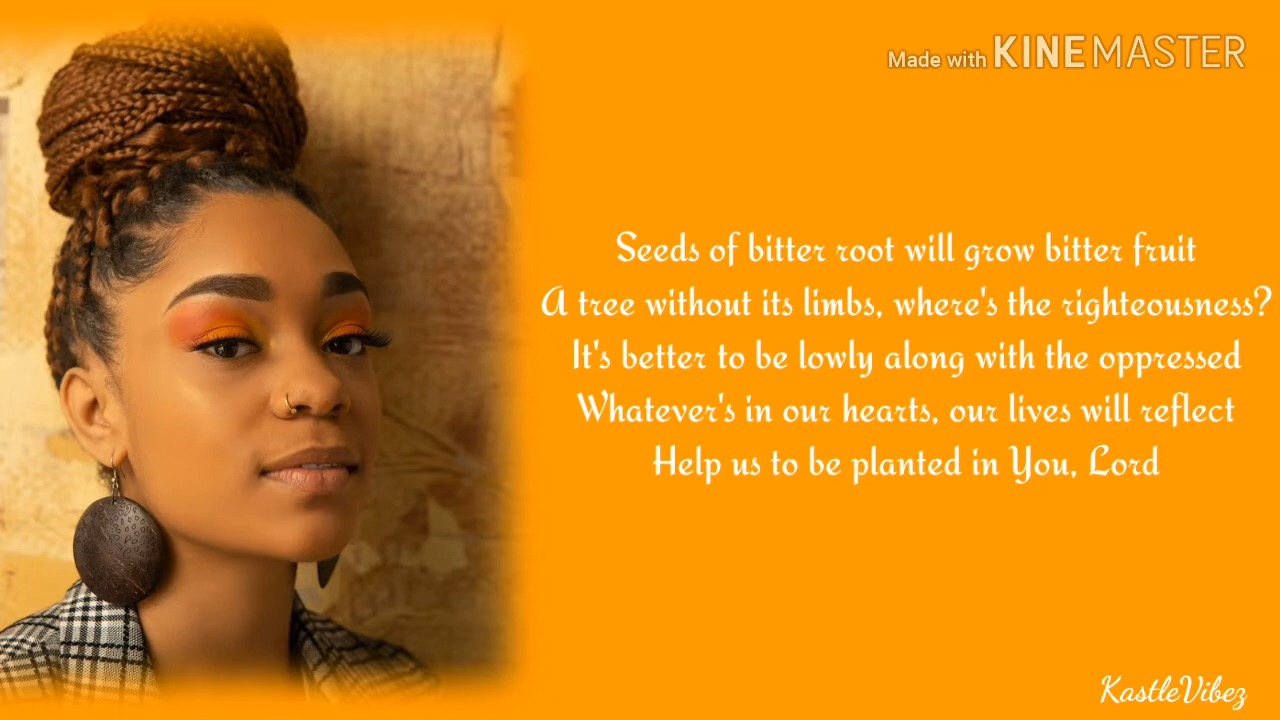 Made with KINEMASTER
Seeds of bitter root will grow bitter fruit
A tree without its limbs, where's the righteousness?
It's better to be lowly along with the oppressed
Whatever's in our hearts, our lives will reflect
Help us to be planted in You, Lord
KastleVibez